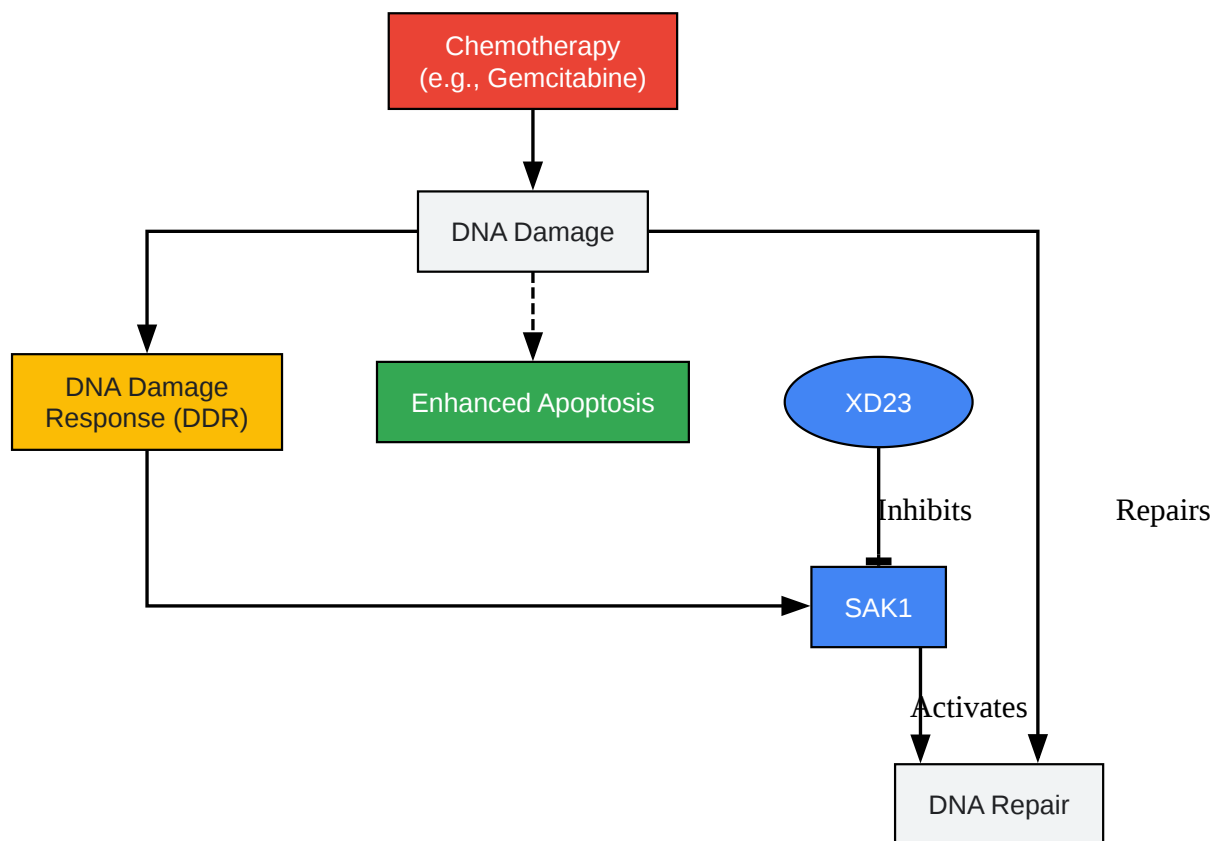 Chemotherapy
(e.g., Gemcitabine)
DNA Damage
DNA Damage
Response (DDR)
Enhanced Apoptosis
XD23
Inhibits
Repairs
SAK1
Activates
DNA Repair